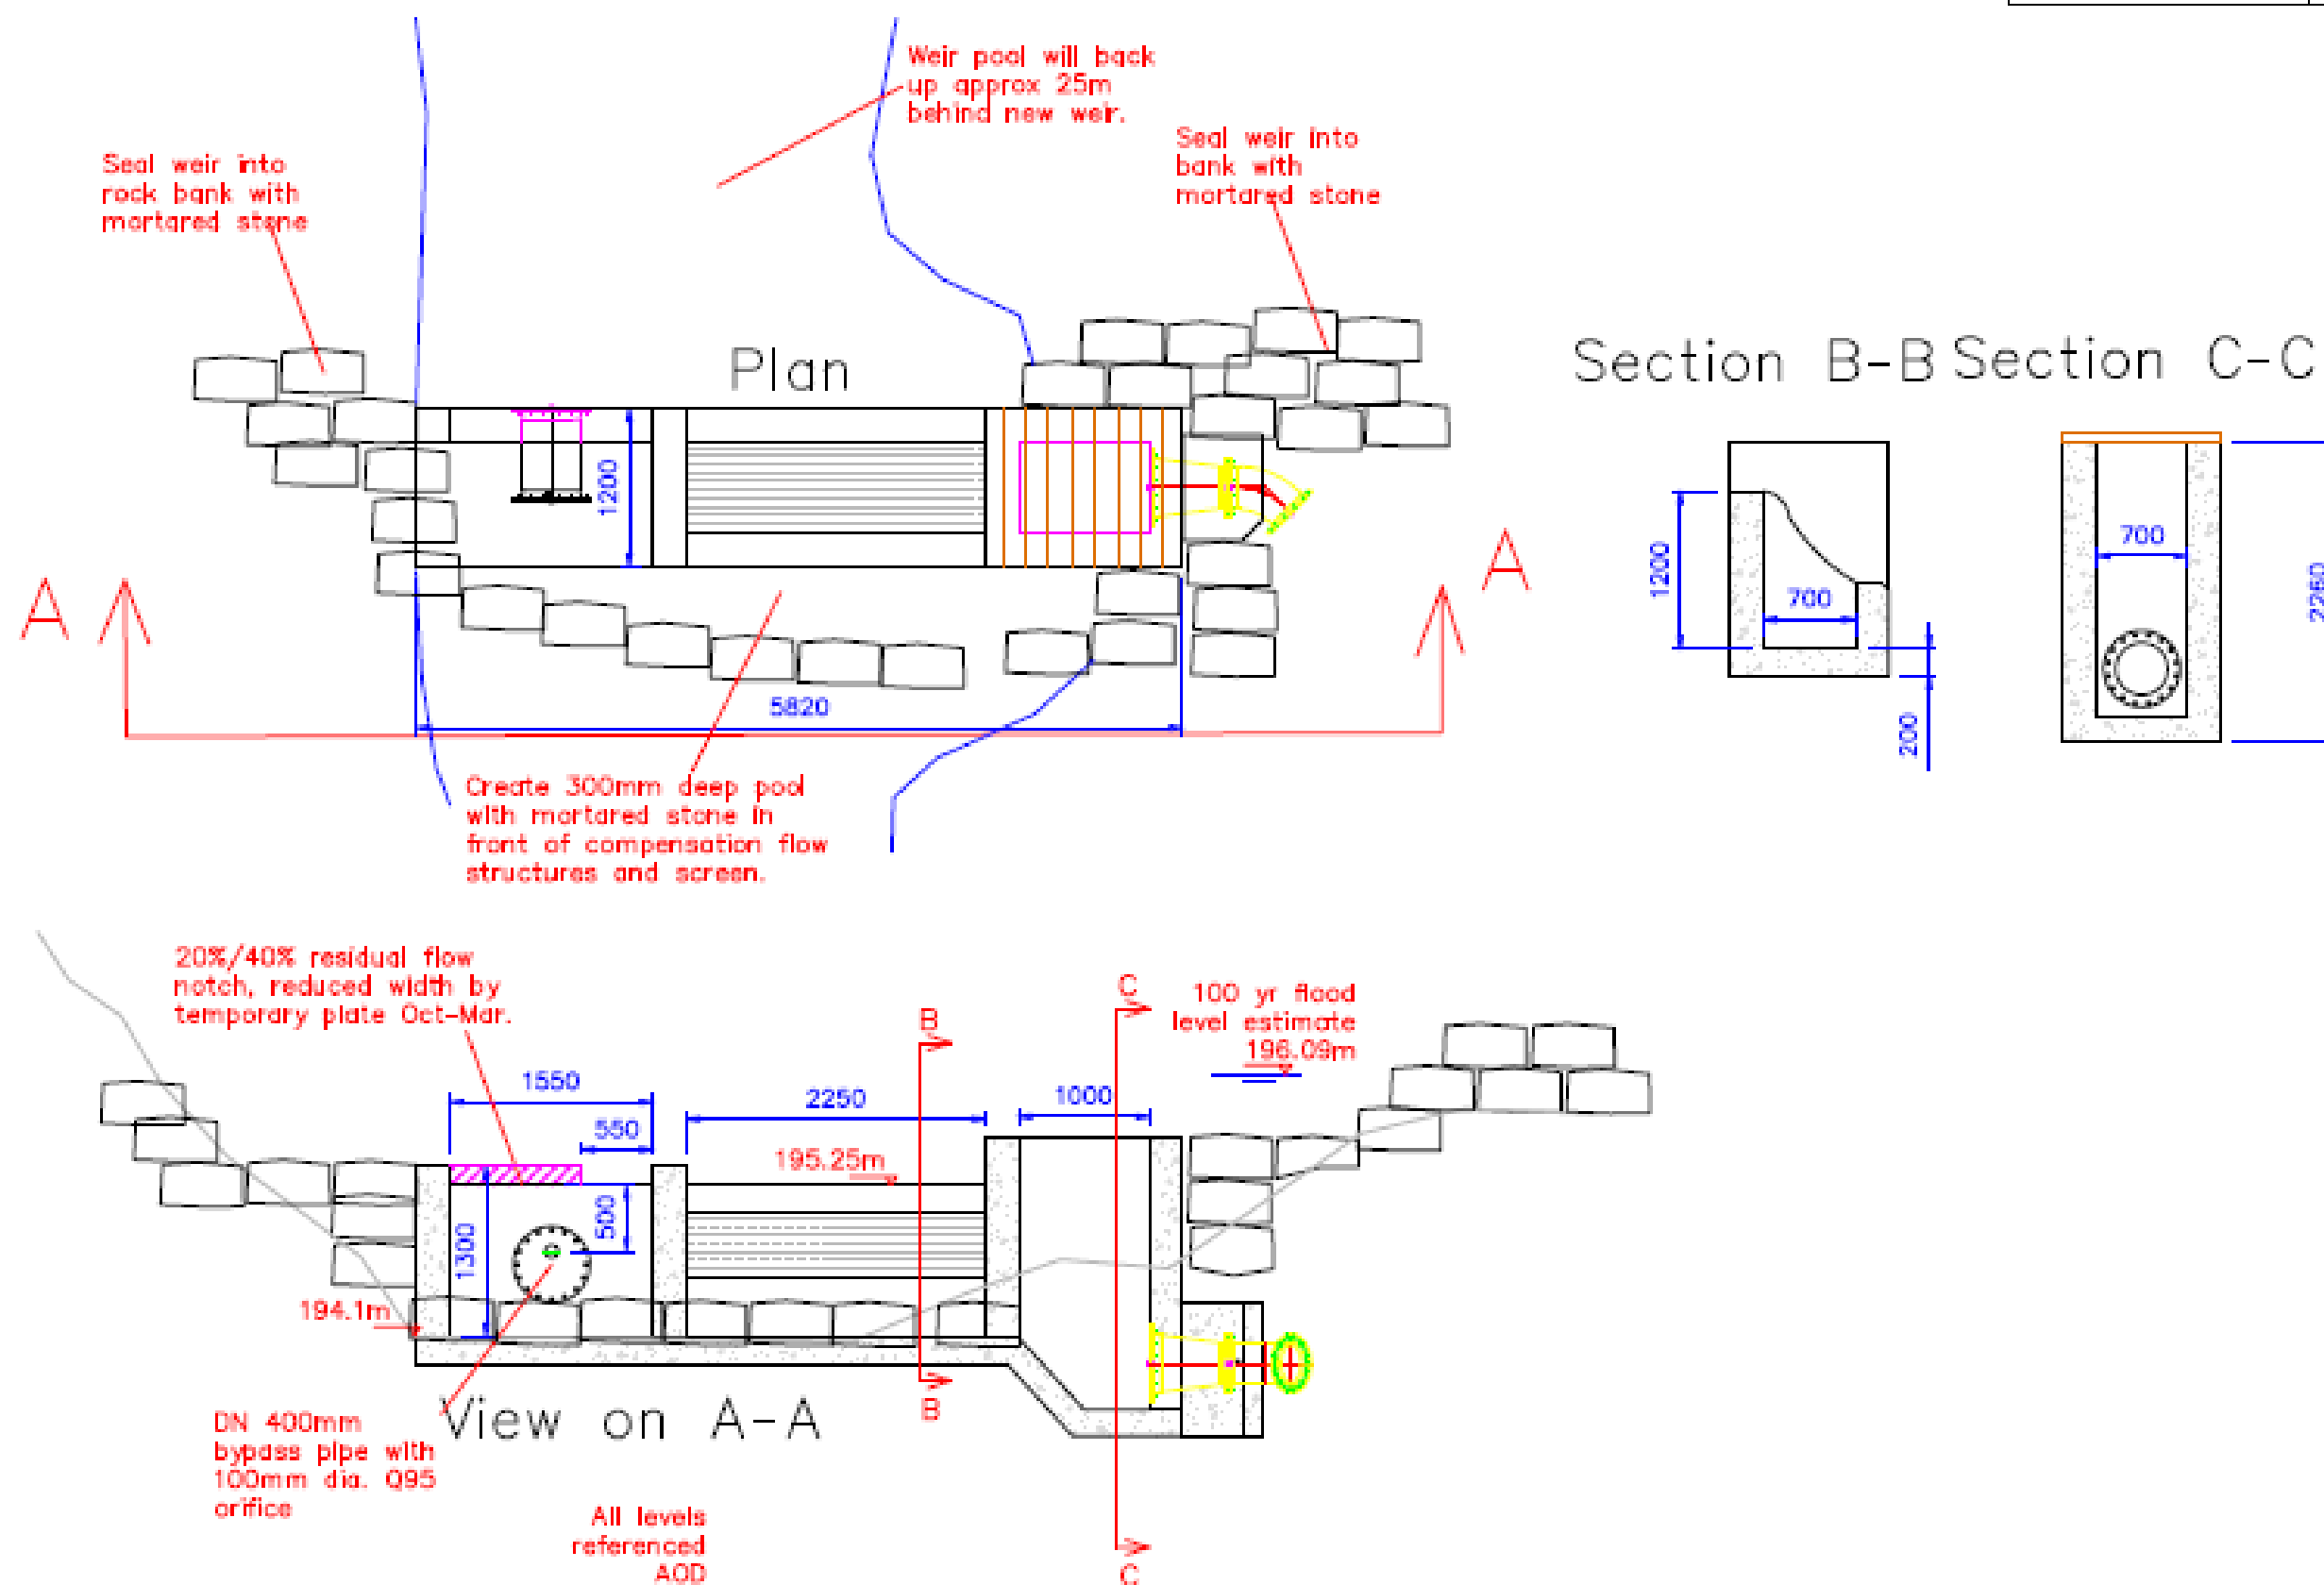 Weir pool will back
up approx 25m
behind new weir.
Seal weir into
bank with
mortared stone
Seal weir into
rock bank with
mortared stone
Plan
Section B-B
Section C-C
1200
A
A
5820
1200
700
200
700
2250
Create 300mm deep pool
with mortared stone in
front of compensation flow
structures and screen.
20%/40% residual flow
notch, reduced width by
temporary plate Oct-Mar.
B
C
100 yr flood
level estimate
196.09m
1550
550
2250
1000
195.25m
500
1300
194.1m
B
View on A-A
DN 400mm
bypass pipe with
100mm dia. Q95
orifice
All levels
referenced
AOD
C